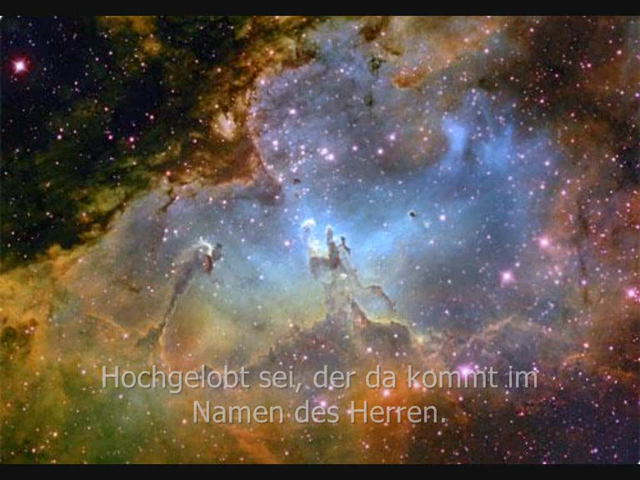 Hochgelobt sei, der da kommt im
Namen des Herren.